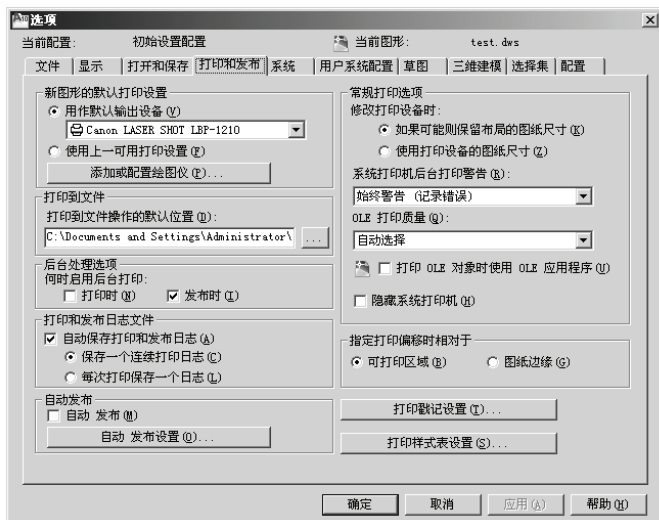 选项
当前配置: 初始设置配置 当前图形: test.dws
文件 显示 打开和保存 打印和发布 系统 用户系统配置 草图 三维建模 选择集 配置
新图形的默认打印设置
用作默认输出设备(V)
Canon LASER SHOT LBP-1210
使用上一可用打印设置(F)
添加或配置绘图仪(P)...
打印到文件
打印到文件操作的默认位置(D):
C:\Documents and Settings\Administrator\ ...
后台处理选项
何时启用后台打印:
打印时(N) 发布时(I)
打印和发布日志文件
自动保存打印和发布日志(A)
保存一个连续打印日志(C)
每次打印保存一个日志(L)
自动发布
自动 发布(M)
自动 发布设置(O)...
常规打印选项
修改打印设备时:
如果可能则保留布局的图纸尺寸(K)
使用打印设备的图纸尺寸(Z)
系统打印机后台打印警告(R):
始终警告 (记录错误)
OLE 打印质量(Q):
自动选择
打印 OLE 对象时使用 OLE 应用程序(U)
隐藏系统打印机(H)
指定打印偏移时相对于
可打印区域(B) 图纸边缘(G)
打印戳记设置(T)...
打印样式表设置(S)...
确定 取消 应用(A) 帮助(H)